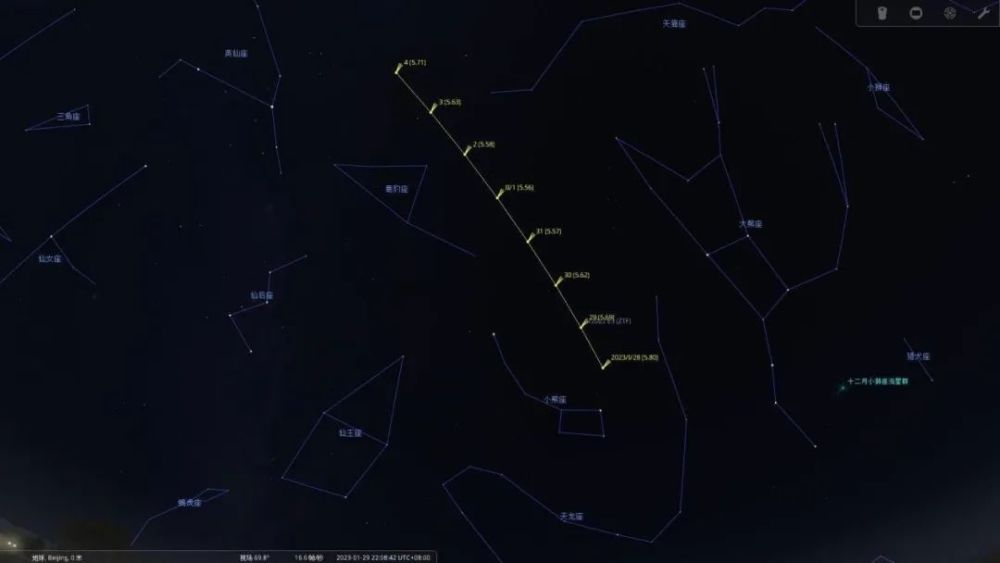 天猫座
英仙座
4 (5.71)
小狮座
3 (5.63)
三角座
2 (5.58)
鹿豹座
II/1 (5.56)
大熊座
31 (5.57)
仙女座
30 (5.62)
仙后座
29 (5.69)
(ZTF)
2023/I/28 (5.80)
猎犬座
十二月小狮座流星群
小熊座
仙王座
蝎虎座
天龙座
地球, Beijing, 0 米
视场 69.8°
16.6 帧/秒
2023-01-29 22:08:42 UTC+08:00